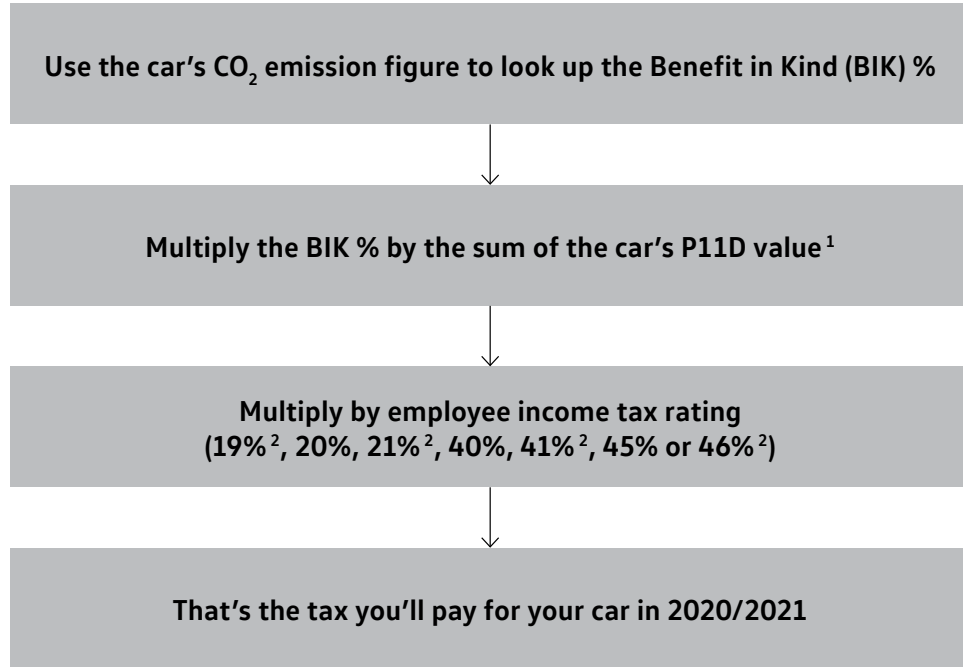 Use the car's CO₂ emission figure to look up the Benefit in Kind (BIK) %
Multiply the BIK % by the sum of the car's P11D value ¹
Multiply by employee income tax rating
(19% ², 20%, 21% ², 40%, 41% ², 45% or 46% ²)
That's the tax you'll pay for your car in 2020/2021